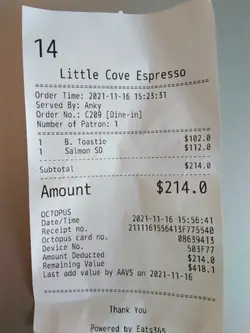 14
Little Cove Espresso
Order Time: 2021-11-16 15:23:31
Served By: Anky
Order No.: C209 [Dine-in]
Number of Patron: 1
1 B. Toastie $102.0
1 Salmon SD $112.0
Subtotal $214.0
Amount $214.0
OCTOPUS
Date/Time 2021-11-16 15:56:41
Receipt no. 2111161556413F775540
Octopus card no. 08639413
Device No. 503F77
Amount Deducted $214.0
Remaining Value $418.1
Last add value by AAVS on 2021-11-16
Thank You
Powered by Eats365